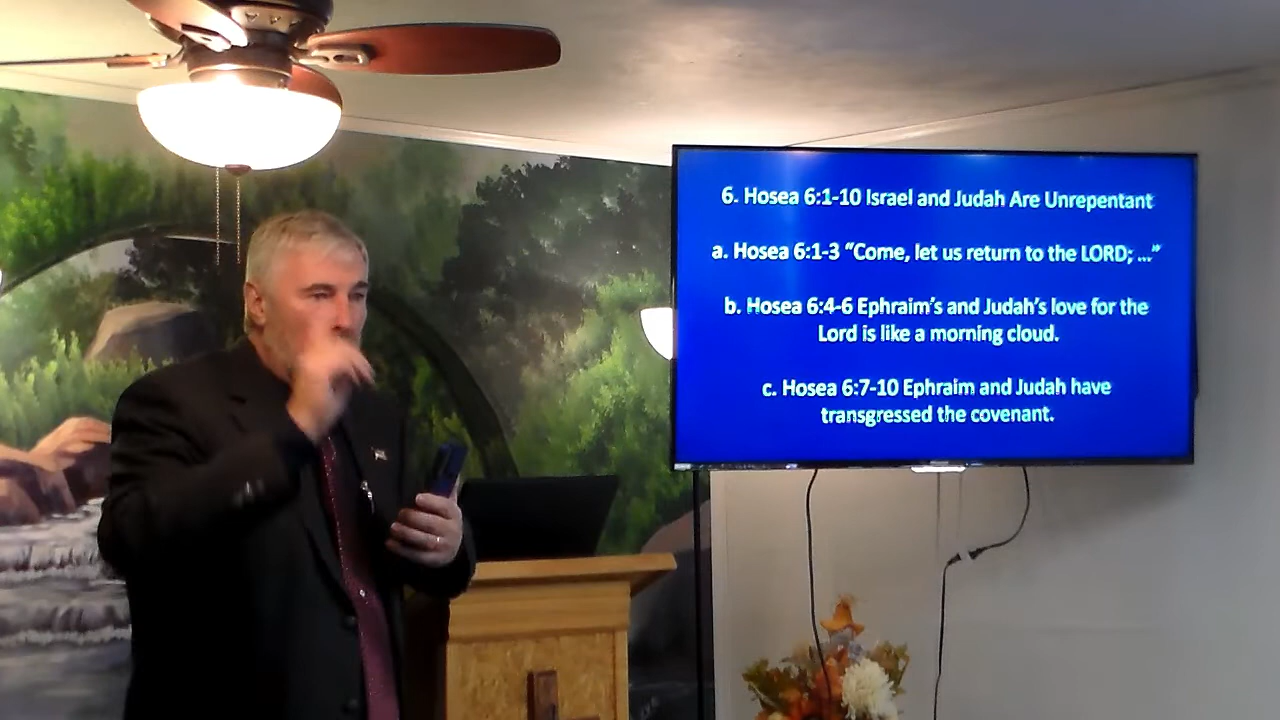 6. Hosea 6:1-10 Israel and Judah Are Unrepentant
a. Hosea 6:1-3 “Come, let us return to the LORD; ...”
b. Hosea 6:4-6 Ephraim’s and Judah’s love for the
Lord is like a morning cloud.
c. Hosea 6:7-10 Ephraim and Judah have
transgressed the covenant.